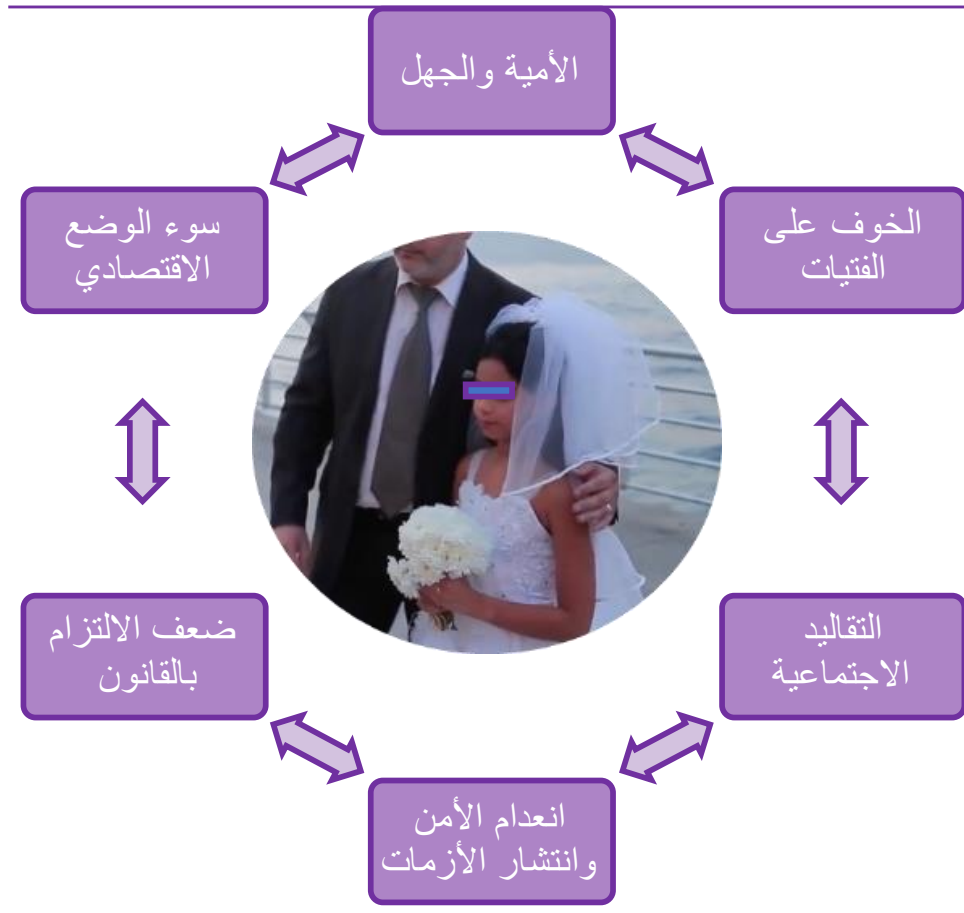 الأمية والجهل
الخوف على
الفتيات
سوء الوضع
الاقتصادي
التقاليد
الاجتماعية
ضعف الالتزام
بالقانون
انعدام الأمن
وانتشار الأزمات